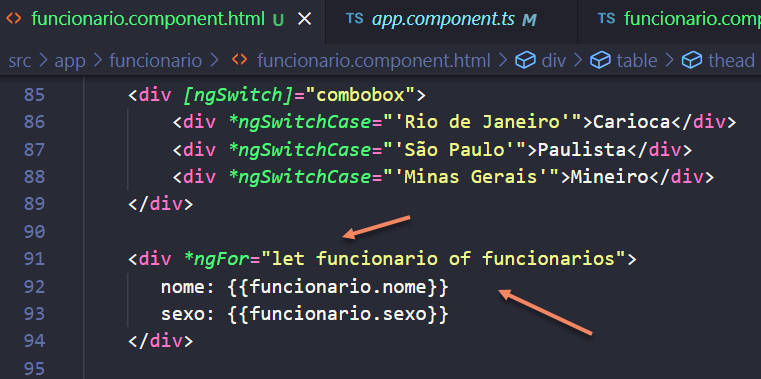 funcionario.component.html U × TS app.component.ts M TS funcionario.comp
src > app > funcionario > funcionario.component.html > div > table > thead
85 <div [ngSwitch]="combobox">
86 <div *ngSwitchCase="'Rio de Janeiro'">Carioca</div>
87 <div *ngSwitchCase="'São Paulo'">Paulista</div>
88 <div *ngSwitchCase="'Minas Gerais'">Mineiro</div>
89 </div>
90
91 <div *ngFor="let funcionario of funcionarios">
92 nome: {{funcionario.nome}}
93 sexo: {{funcionario.sexo}}
94 </div>
95